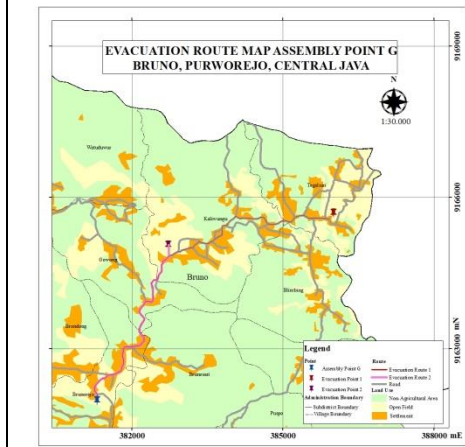 EVACUATION ROUTE MAP ASSEMBLY POINT G
BRUNO, PURWOREJO, CENTRAL JAVA
N
1:30.000
9169000
9166000
9163000 mN
382000
385000
388000 mE
Kaliwungu
Bruno
Legend
Point
Assembly Point G
Evacuation Point 1
Evacuation Point 2
Administration Boundary
Subdistrict Boundary
Village Boundary
Route
Evacuation Route 1
Evacuation Route 2
Road
Land Use
Non Agricultural Area
Open Field
Settlement